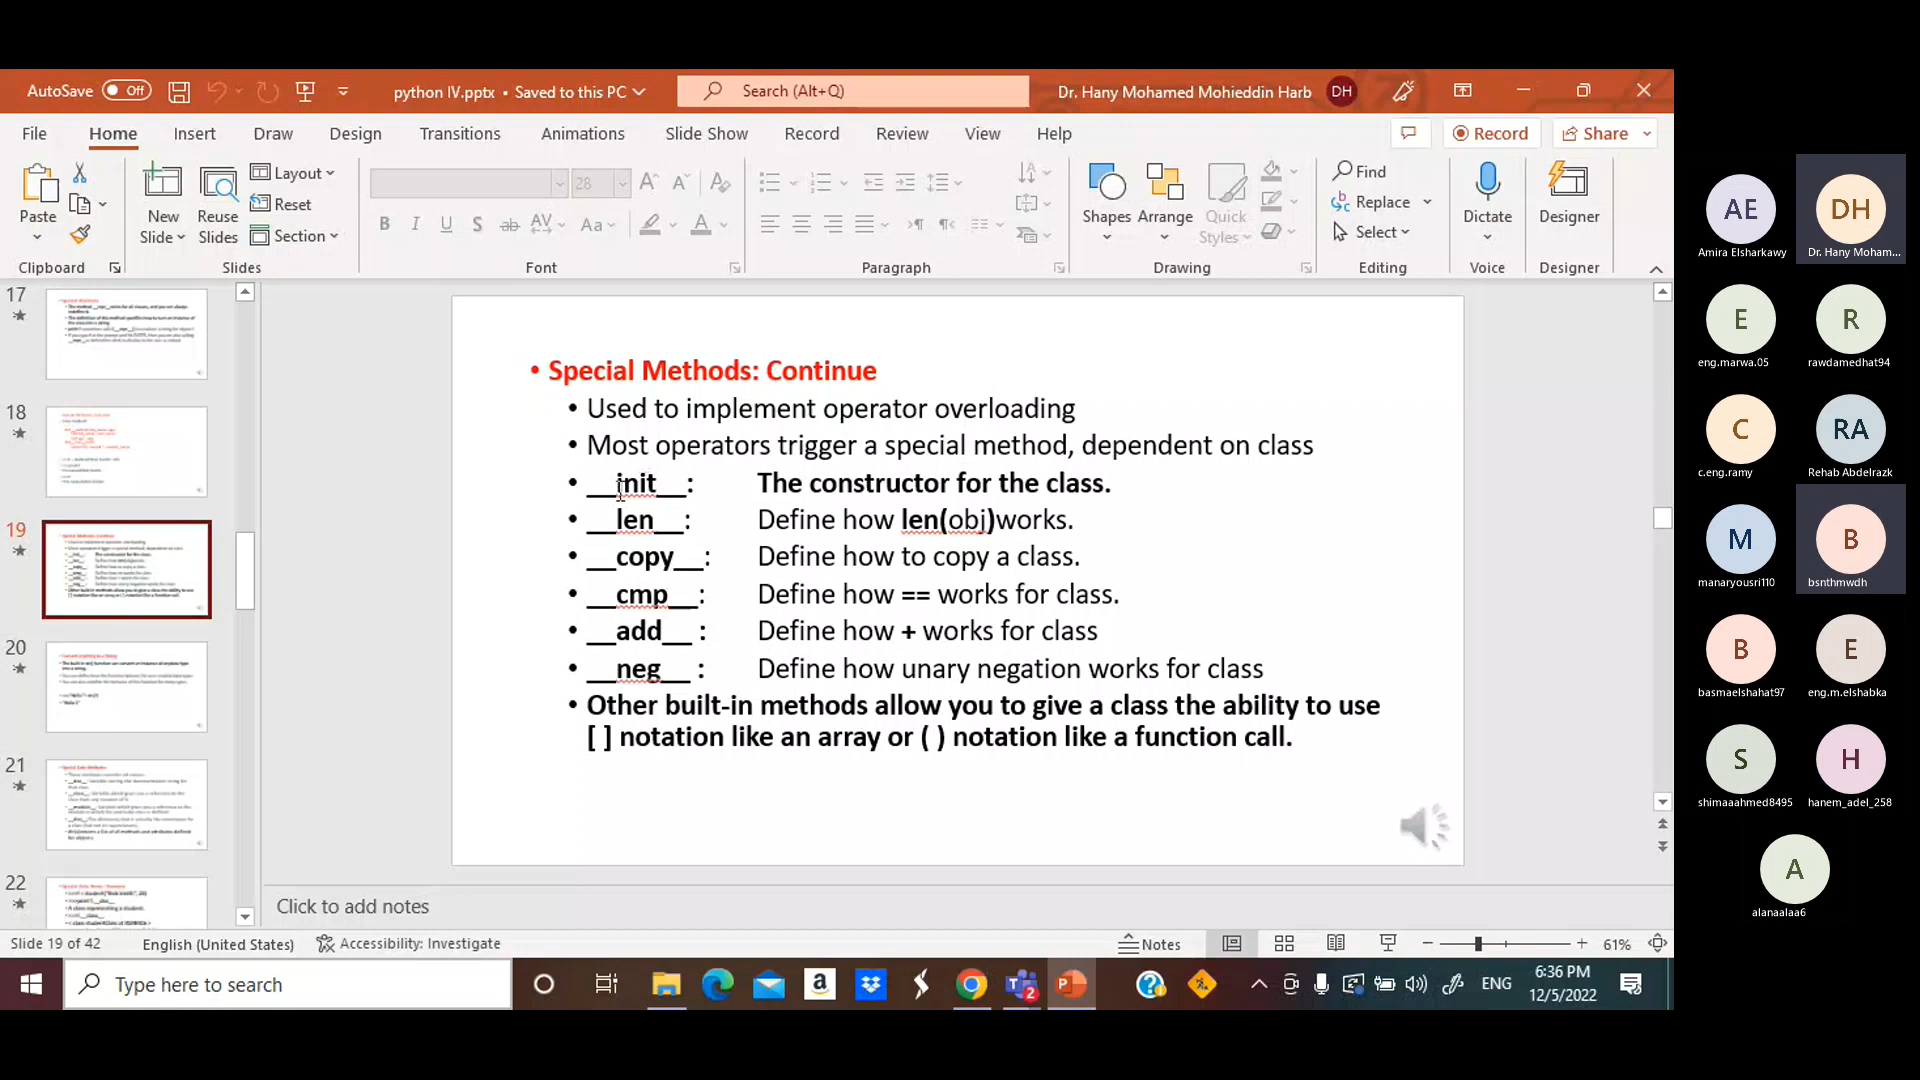 AutoSave Off python IV.pptx • Saved to this PC Search (Alt+Q) Dr. Hany Mohamed Mohieddin Harb DH
File Home Insert Draw Design Transitions Animations Slide Show Record Review View Help Record Share
Paste
New Slide
Reuse Slides
Layout
Reset
Section
28
Shapes Arrange Quick Styles
Find
Replace
Select
Dictate
Designer
Clipboard Slides Font Paragraph Drawing Editing Voice Designer
17
18
19
20
21
22
• Special Methods: Continue
• Used to implement operator overloading
• Most operators trigger a special method, dependent on class
• __init__: The constructor for the class.
• __len__: Define how len(obj)works.
• __copy__: Define how to copy a class.
• __cmp__: Define how == works for class.
• __add__ : Define how + works for class
• __neg__ : Define how unary negation works for class
• Other built-in methods allow you to give a class the ability to use
[ ] notation like an array or ( ) notation like a function call.
Click to add notes
Slide 19 of 42 English (United States) Accessibility: Investigate Notes 61%
Type here to search
2
ENG
6:36 PM
12/5/2022
AE DH
Amira Elsharkawy Dr. Hany Moham...
E R
eng.marwa.05 rawdamedhat94
C RA
c.eng.ramy Rehab Abdelrazk
M B
manaryousri110 bsnthmwdh
B E
basmaelshahat97 eng.m.elshabka
S H
shimaaahmed8495 hanem_adel_258
A
alanaalaa6